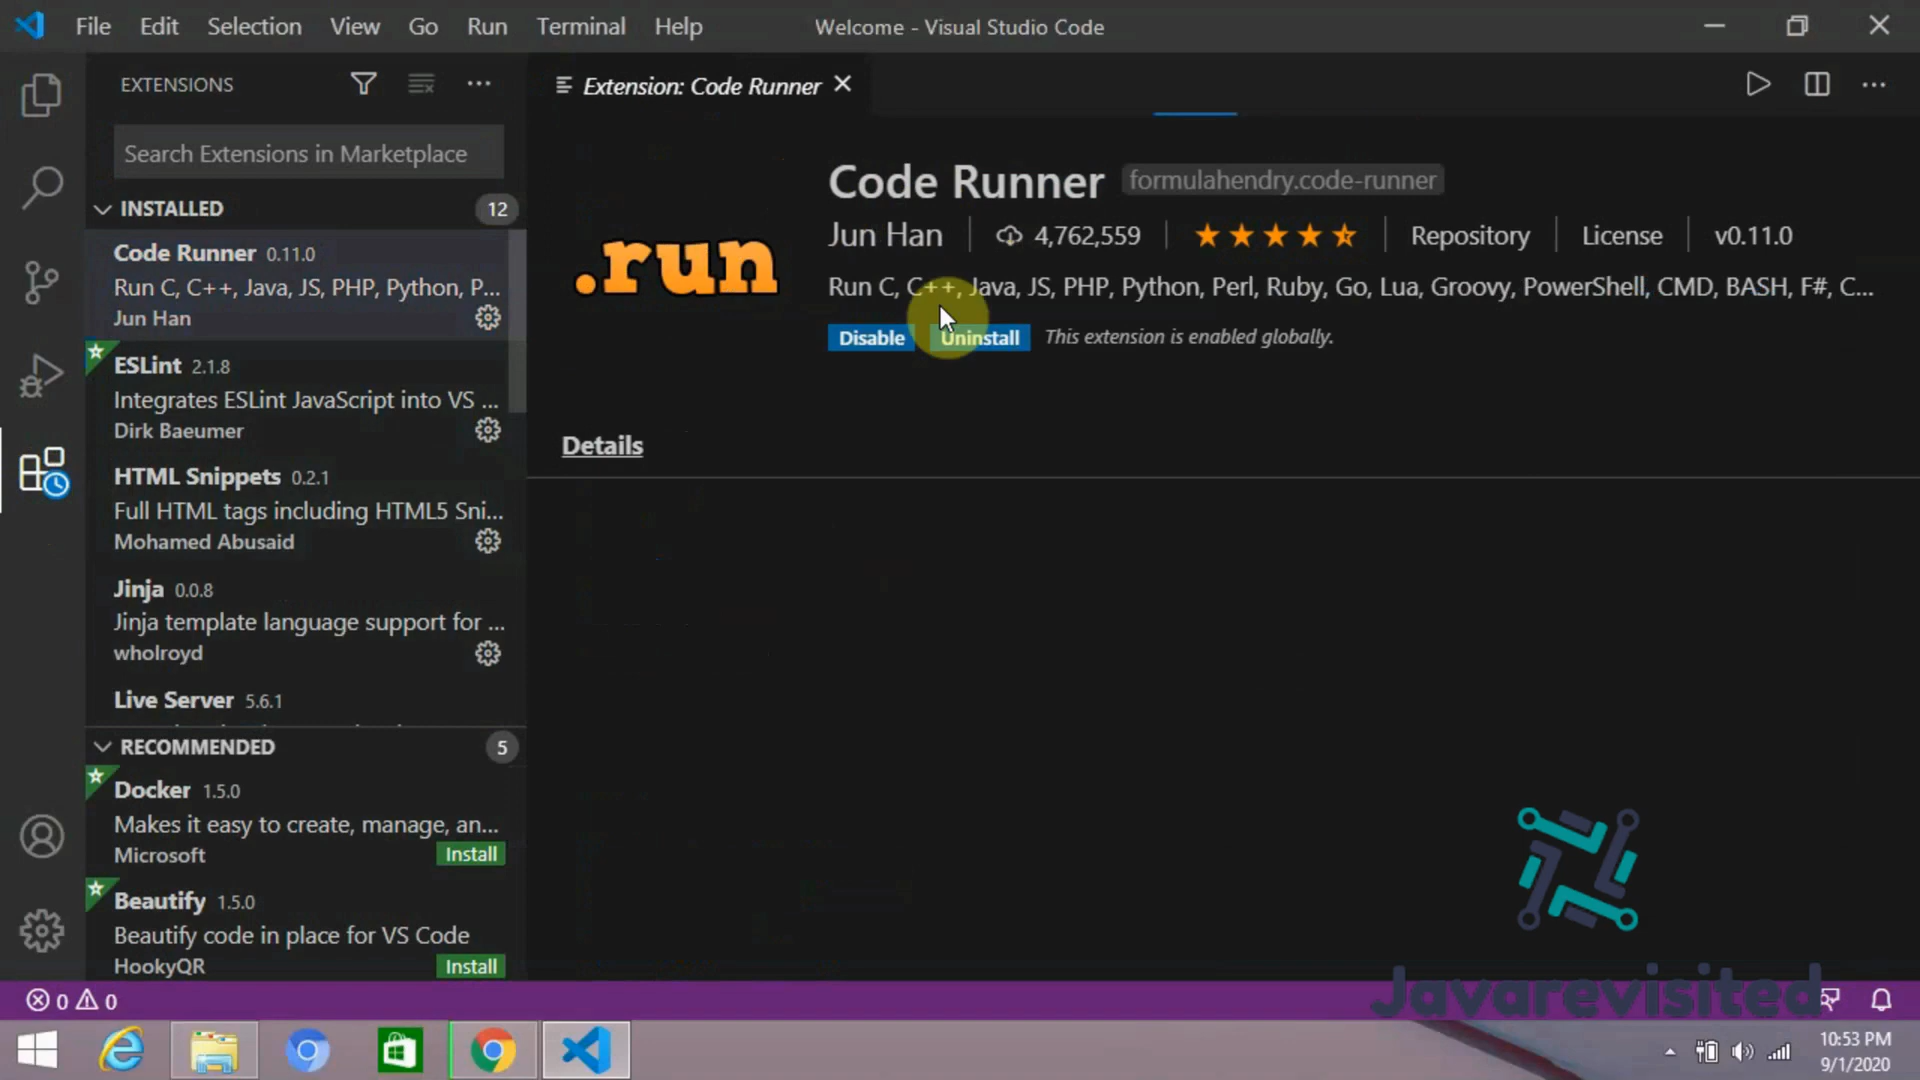 File Edit Selection View Go Run Terminal Help
Welcome - Visual Studio Code
EXTENSIONS
Search Extensions in Marketplace
INSTALLED 12
Code Runner 0.11.0
Run C, C++, Java, JS, PHP, Python, P...
Jun Han
ESLint 2.1.8
Integrates ESLint JavaScript into VS ...
Dirk Baeumer
HTML Snippets 0.2.1
Full HTML tags including HTML5 Sni...
Mohamed Abusaid
Jinja 0.0.8
Jinja template language support for ...
wholroyd
Live Server 5.6.1
RECOMMENDED 5
Docker 1.5.0
Makes it easy to create, manage, an...
Microsoft Install
Beautify 1.5.0
Beautify code in place for VS Code
HookyQR Install
Extension: Code Runner
.run
Code Runner formulahendry.code-runner
Jun Han 4,762,559 Repository License v0.11.0
Run C, C++, Java, JS, PHP, Python, Perl, Ruby, Go, Lua, Groovy, PowerShell, CMD, BASH, F#, C...
Disable Uninstall This extension is enabled globally.
Details
Javarevisited
0 0
10:53 PM
9/1/2020